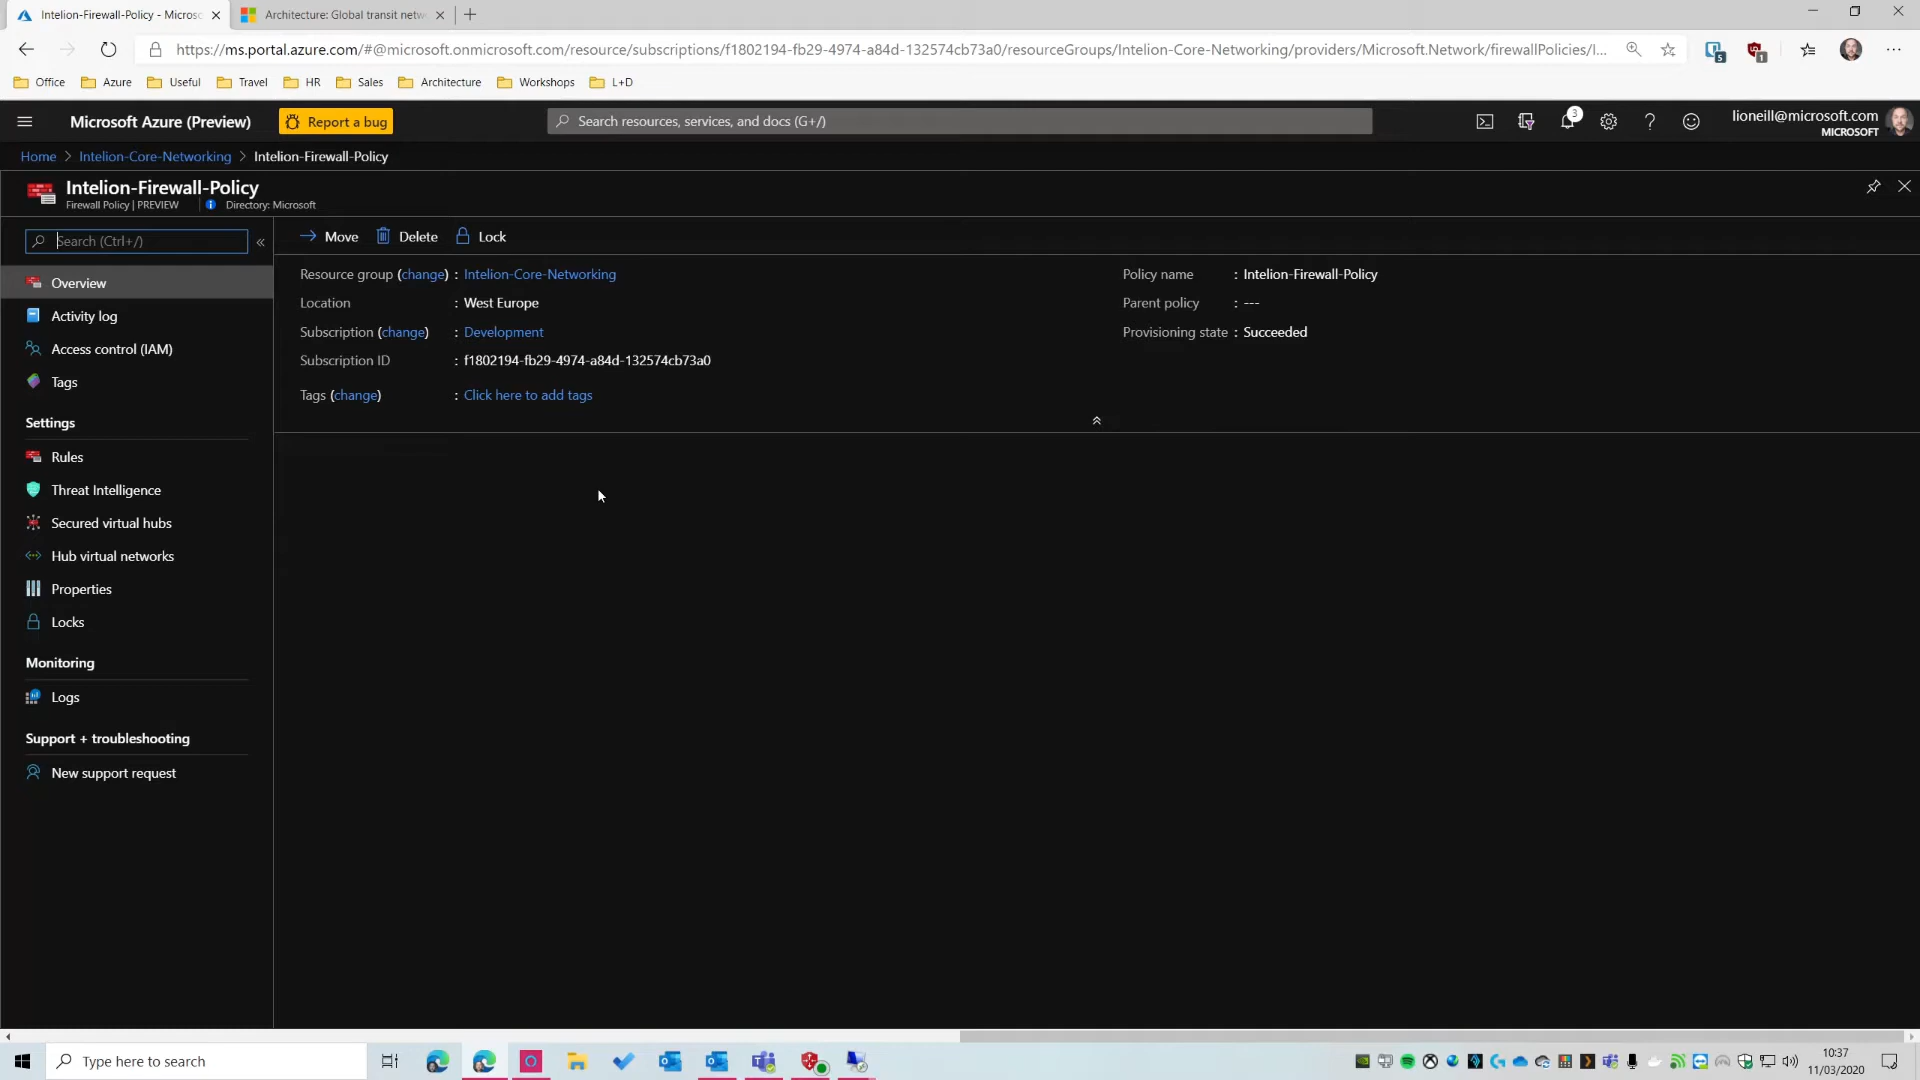 Intelion-Firewall-Policy - Micros
Architecture: Global transit netw
https://ms.portal.azure.com/#@microsoft.onmicrosoft.com/resource/subscriptions/f1802194-fb29-4974-a84d-132574cb73a0/resourceGroups/Intelion-Core-Networking/providers/Microsoft.Network/firewallPolicies/I...
5
1
Office Azure Useful Travel HR Sales Architecture Workshops L+D
Microsoft Azure (Preview)
Report a bug
Search resources, services, and docs (G+/)
3
lioneill@microsoft.com
MICROSOFT
Home > Intelion-Core-Networking > Intelion-Firewall-Policy
Intelion-Firewall-Policy
Firewall Policy | PREVIEW
Directory: Microsoft
Search (Ctrl+/)
«
Overview
Activity log
Access control (IAM)
Tags
Settings
Rules
Threat Intelligence
Secured virtual hubs
Hub virtual networks
Properties
Locks
Monitoring
Logs
Support + troubleshooting
New support request
Move Delete Lock
Resource group (change) : Intelion-Core-Networking
Location : West Europe
Subscription (change) : Development
Subscription ID : f1802194-fb29-4974-a84d-132574cb73a0
Tags (change) : Click here to add tags
Policy name : Intelion-Firewall-Policy
Parent policy : ---
Provisioning state : Succeeded
Type here to search
10:37
11/03/2020